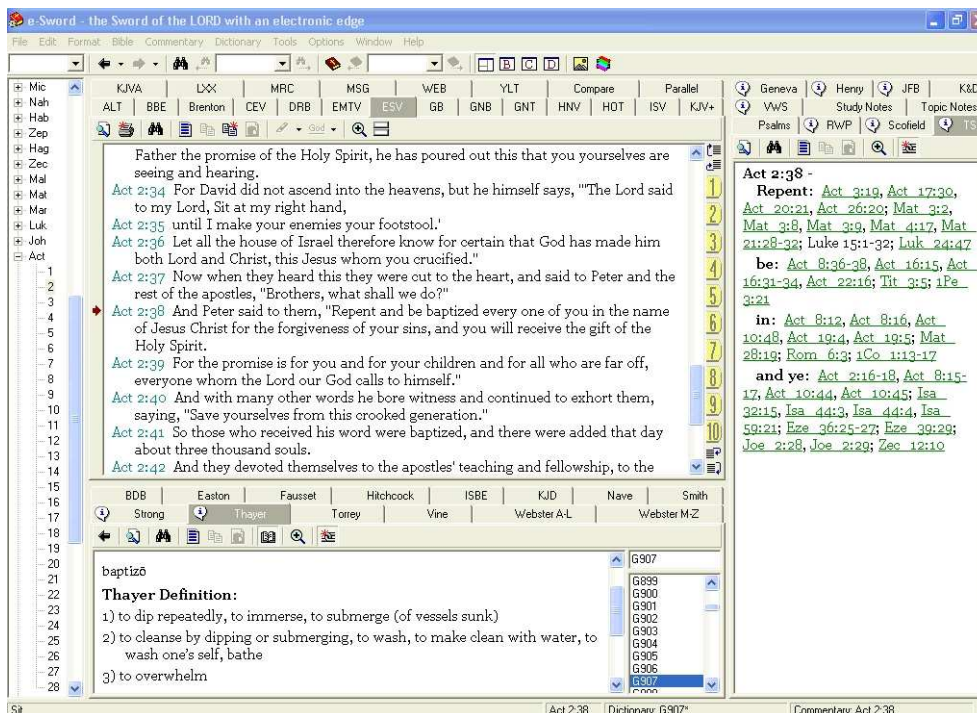 e-Sword - the Sword of the LORD with an electronic edge
File Edit Format Bible Commentary Dictionary Tools Options Window Help
B C D
Mic
Nah
Hab
Zep
Hag
Zec
Mal
Mat
Mar
Luk
Joh
Act
1
2
3
4
5
6
7
8
9
10
11
12
13
14
15
16
17
18
19
20
21
22
23
24
25
26
27
28
KJVA LXX MRC MSG WEB YLT Compare Parallel
ALT BBE Brenton CEV DRB EMTV ESV GB GNB GNT HNV HOT ISV KJV+
God
Father the promise of the Holy Spirit, he has poured out this that you yourselves are
seeing and hearing.
Act 2:34 For David did not ascend into the heavens, but he himself says, "'The Lord said
to my Lord, Sit at my right hand,
Act 2:35 until I make your enemies your footstool.'
Act 2:36 Let all the house of Israel therefore know for certain that God has made him
both Lord and Christ, this Jesus whom you crucified."
Act 2:37 Now when they heard this they were cut to the heart, and said to Peter and the
rest of the apostles, "Brothers, what shall we do?"
Act 2:38 And Peter said to them, "Repent and be baptized every one of you in the name
of Jesus Christ for the forgiveness of your sins, and you will receive the gift of the
Holy Spirit.
Act 2:39 For the promise is for you and for your children and for all who are far off,
everyone whom the Lord our God calls to himself."
Act 2:40 And with many other words he bore witness and continued to exhort them,
saying, "Save yourselves from this crooked generation."
Act 2:41 So those who received his word were baptized, and there were added that day
about three thousand souls.
Act 2:42 And they devoted themselves to the apostles' teaching and fellowship, to the
1
2
3
4
5
6
7
8
9
10
BDB Easton Fausset Hitchcock ISBE KJD Nave Smith
Strong Thayer Torrey Vine Webster A-L Webster M-Z
baptizō
Thayer Definition:
1) to dip repeatedly, to immerse, to submerge (of vessels sunk)
2) to cleanse by dipping or submerging, to wash, to make clean with water, to
wash one's self, bathe
3) to overwhelm
G907
G899
G900
G901
G902
G903
G904
G905
G906
G907
Geneva Henry JFB K&D
VWS Study Notes Topic Notes
Psalms RWP Scofield
Act 2:38 -
Repent: Act 3:19, Act 17:30,
Act 20:21, Act 26:20; Mat 3:2,
Mat 3:8, Mat 3:9, Mat 4:17, Mat
21:28-32; Luke 15:1-32; Luk 24:47
be: Act 8:36-38, Act 16:15, Act
16:31-34, Act 22:16; Tit 3:5; 1Pe
3:21
in: Act 8:12, Act 8:16, Act
10:48, Act 19:4, Act 19:5; Mat
28:19; Rom 6:3; 1Co 1:13-17
and ye: Act 2:16-18, Act 8:15-
17, Act 10:44, Act 10:45; Isa
32:15, Isa 44:3, Isa 44:4, Isa
59:21; Eze 36:25-27; Eze 39:29;
Joe 2:28, Joe 2:29; Zec 12:10
Sit Act 2:38 Dictionary: G907* Commentary: Act 2:38